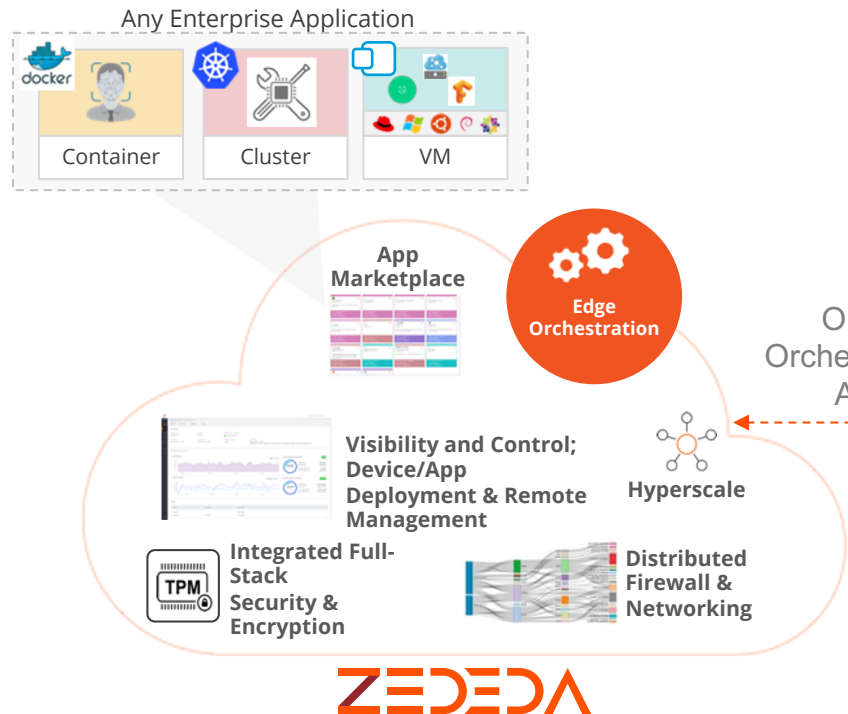 Any Enterprise Application
docker
Container
Cluster
VM
App
Marketplace
Edge
Orchestration
O
Orche
A
Visibility and Control;
Device/App
Deployment & Remote
Management
Hyperscale
TPM
Integrated Full-
Stack
Security &
Encryption
Distributed
Firewall &
Networking
ZEDEDA